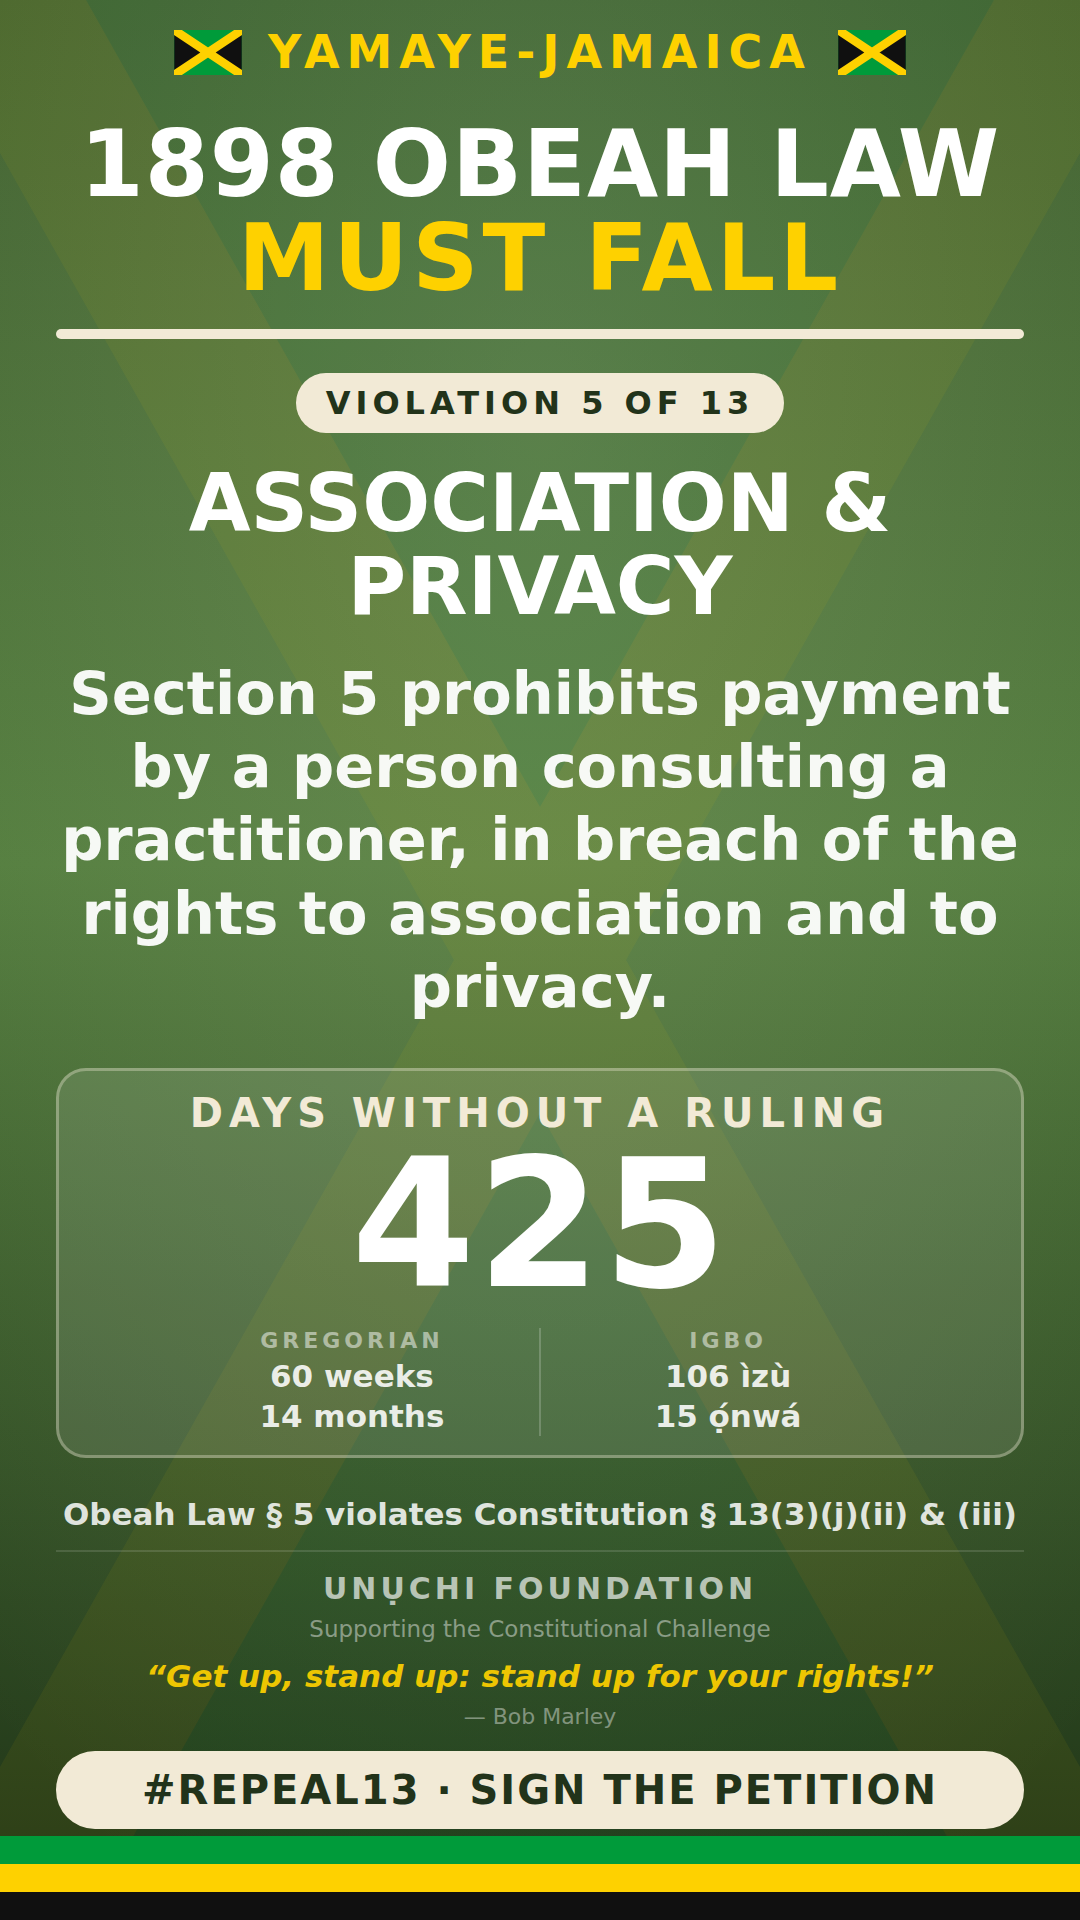 YAMAYE-JAMAICA
1898 OBEAH LAW
MUST FALL
VIOLATION 5 OF 13
ASSOCIATION &
PRIVACY
Section 5 prohibits payment
by a person consulting a
practitioner, in breach of the
rights to association and to
privacy.
DAYS WITHOUT A RULING
425
GREGORIAN
60 weeks
14 months
IGBO
106 ìzù
15 ọ́nwá
Obeah Law § 5 violates Constitution § 13(3)(j)(ii) & (iii)
UNỤCHI FOUNDATION
Supporting the Constitutional Challenge
“Get up, stand up: stand up for your rights!”
— Bob Marley
#REPEAL13 · SIGN THE PETITION